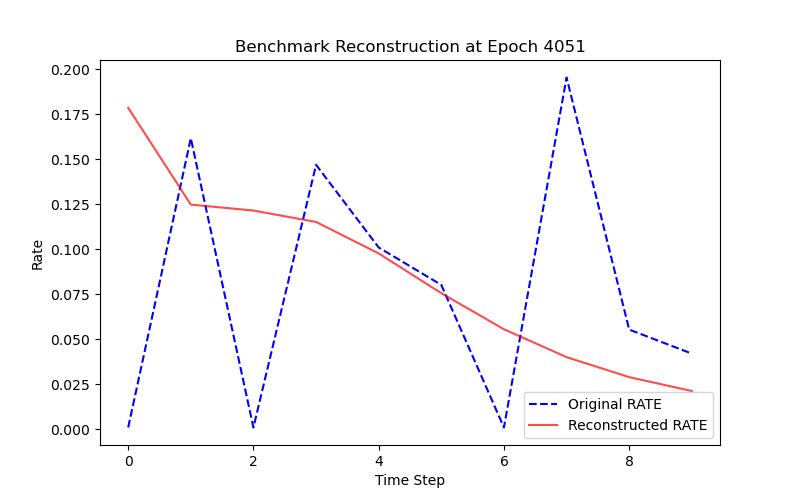 Benchmark Reconstruction at Epoch 4051
0.200
0.175
0.150
0.125
0.100
0.075
0.050
0.025
0.000
Rate
Original RATE
Reconstructed RATE
0 2 4 6 8
Time Step